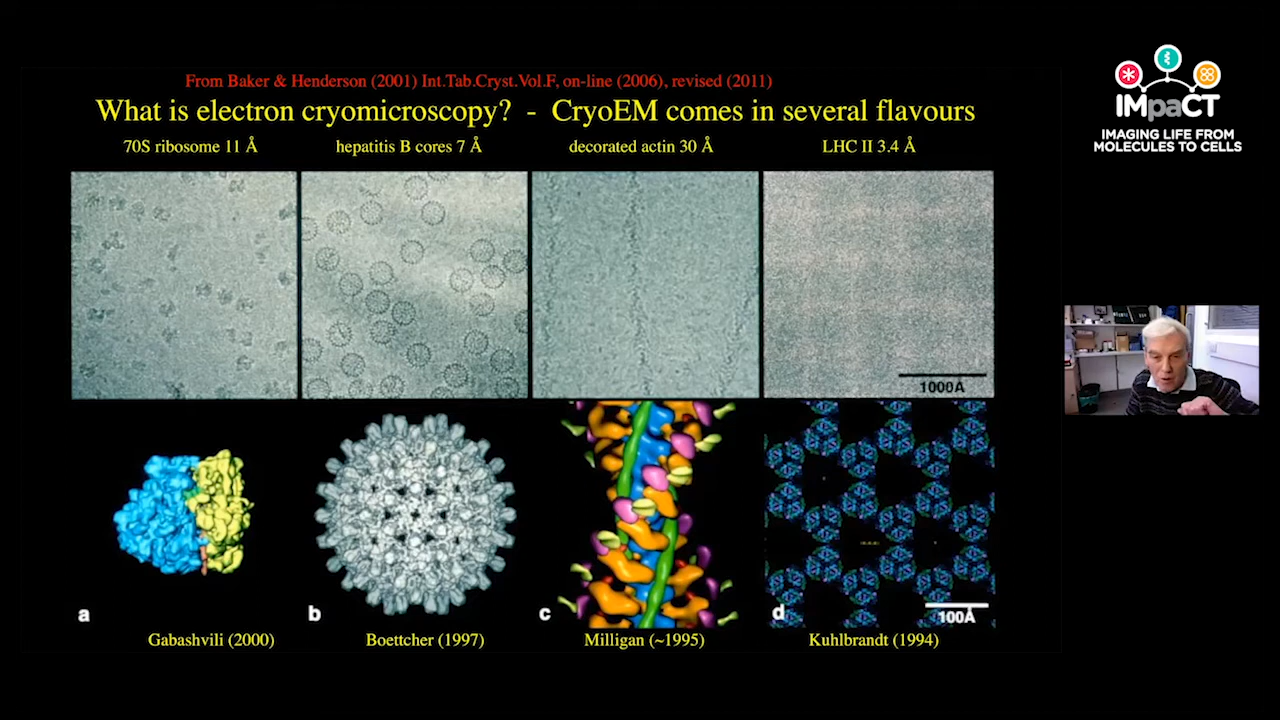 From Baker & Henderson (2001) Int.Tab.Cryst.Vol.F, on-line (2006), revised (2011)
What is electron cryomicroscopy? - CryoEM comes in several flavours
70S ribosome 11 Å
hepatitis B cores 7 Å
decorated actin 30 Å
LHC II 3.4 Å
1000Å
a
b
c
d
100Å
Gabashvili (2000)
Boettcher (1997)
Milligan (~1995)
Kuhlbrandt (1994)
IMpaCT
IMAGING LIFE FROM
MOLECULES TO CELLS